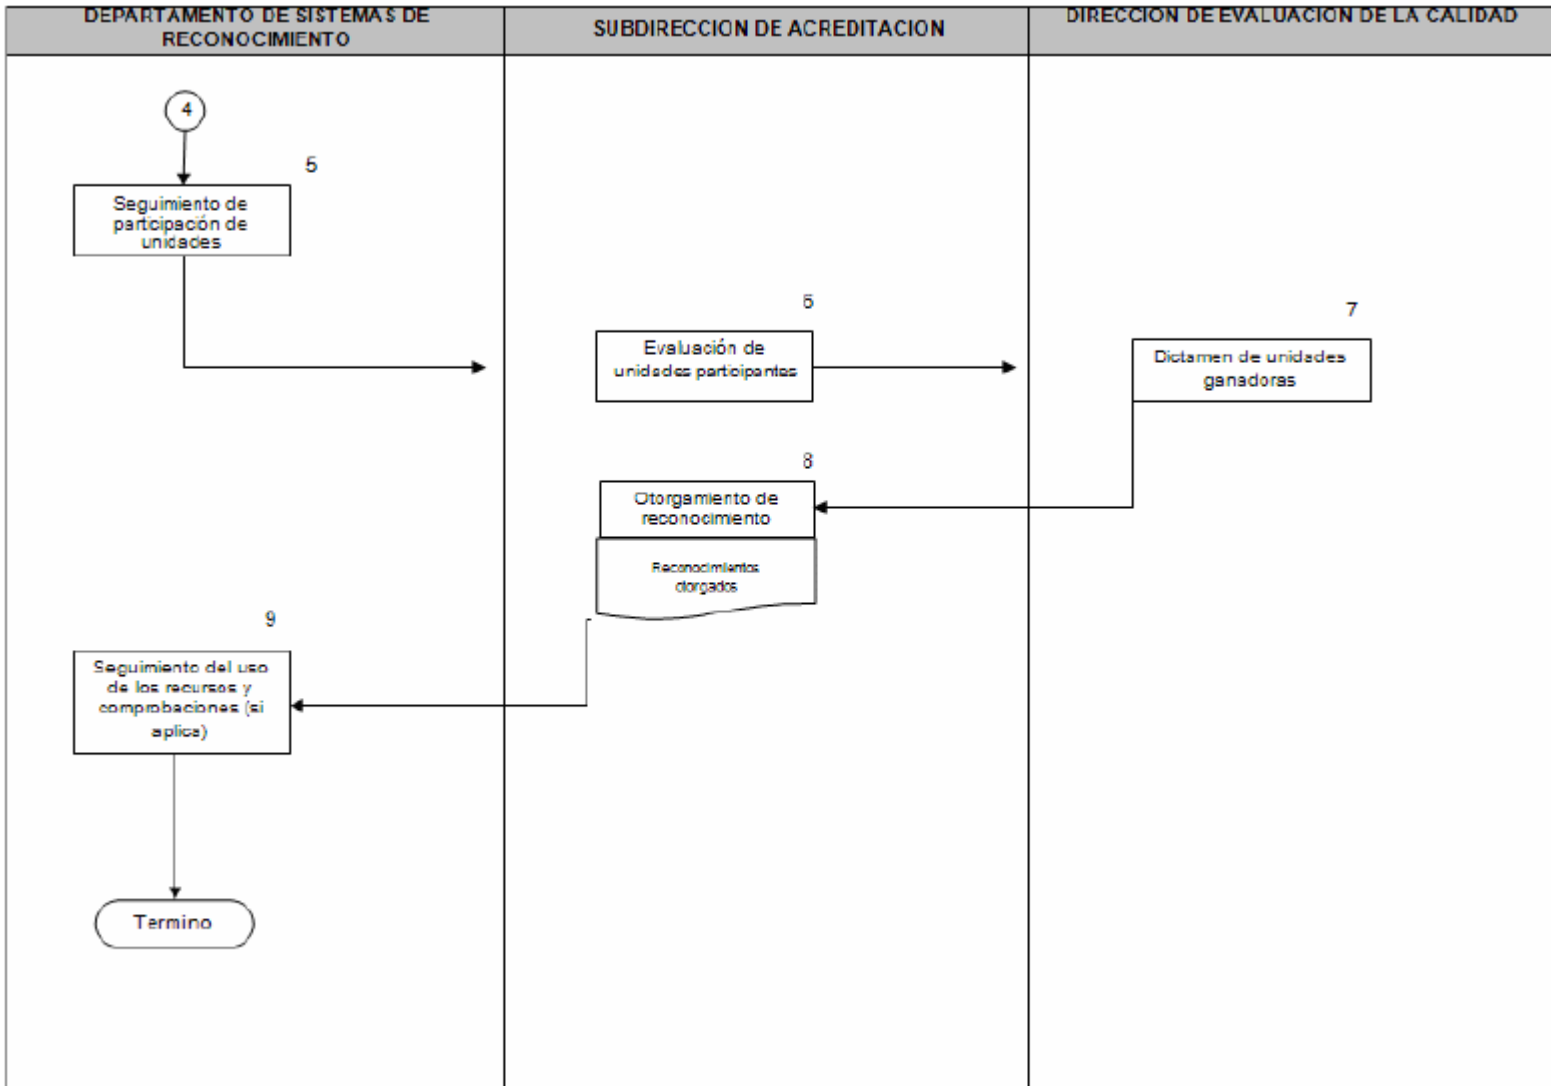 DEPARTAMENTO DE SISTEMAS DE
RECONOCIMIENTO
SUBDIRECCION DE ACREDITACION
DIRECCION DE EVALUACION DE LA CALIDAD
4
5
Seguimiento de
participación de
unidades
6
Evaluación de
unidades participantes
7
Dictamen de unidades
ganadoras
8
Otorgamiento de
reconocimiento
Reconocimientos
otorgados
9
Seguimiento del uso
de los recursos y
comprobaciones (si
aplica)
Termino